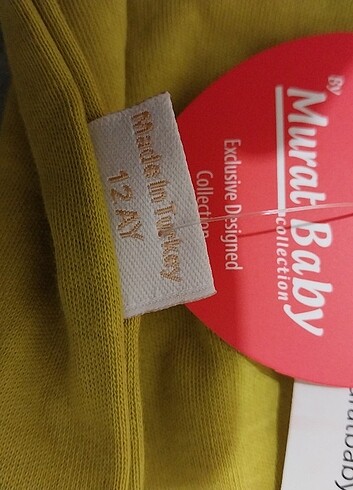 Made In Turkey
12 AY
By
Murat Baby
collection
Exclusive Designed
Collection